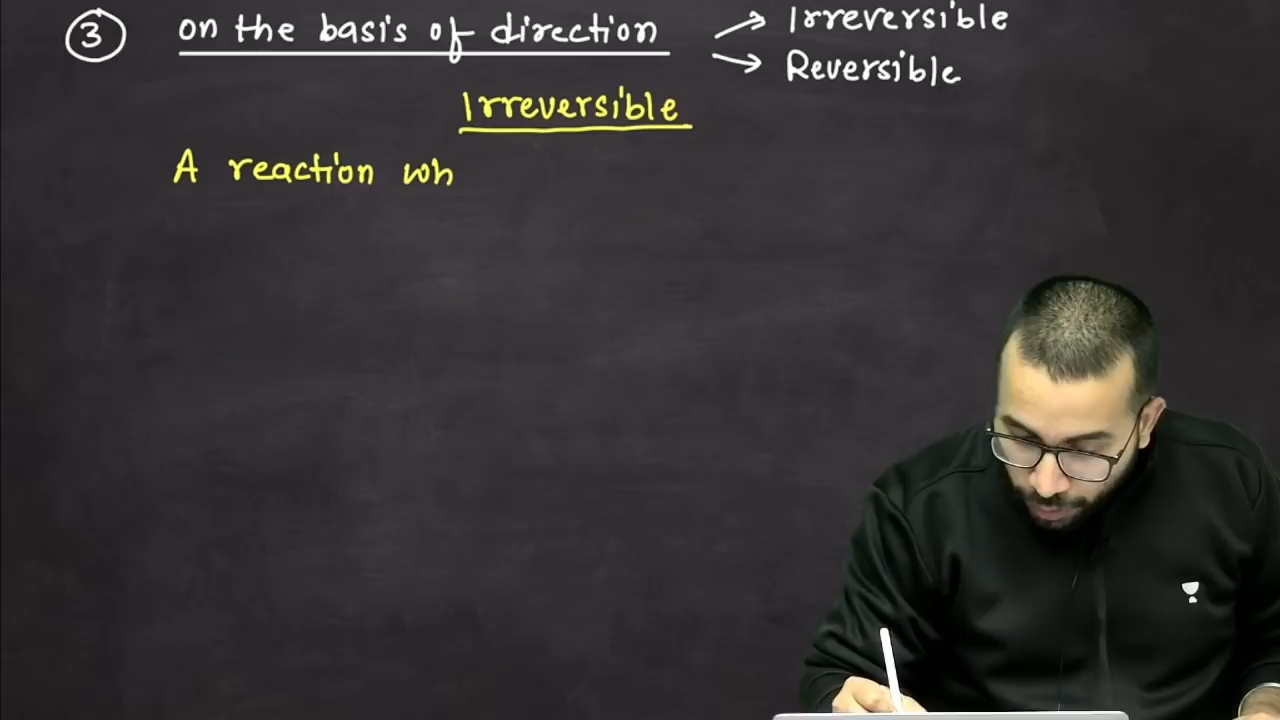 3 on the basis of direction → Irreversible
→ Reversible
Irreversible
A reaction wh